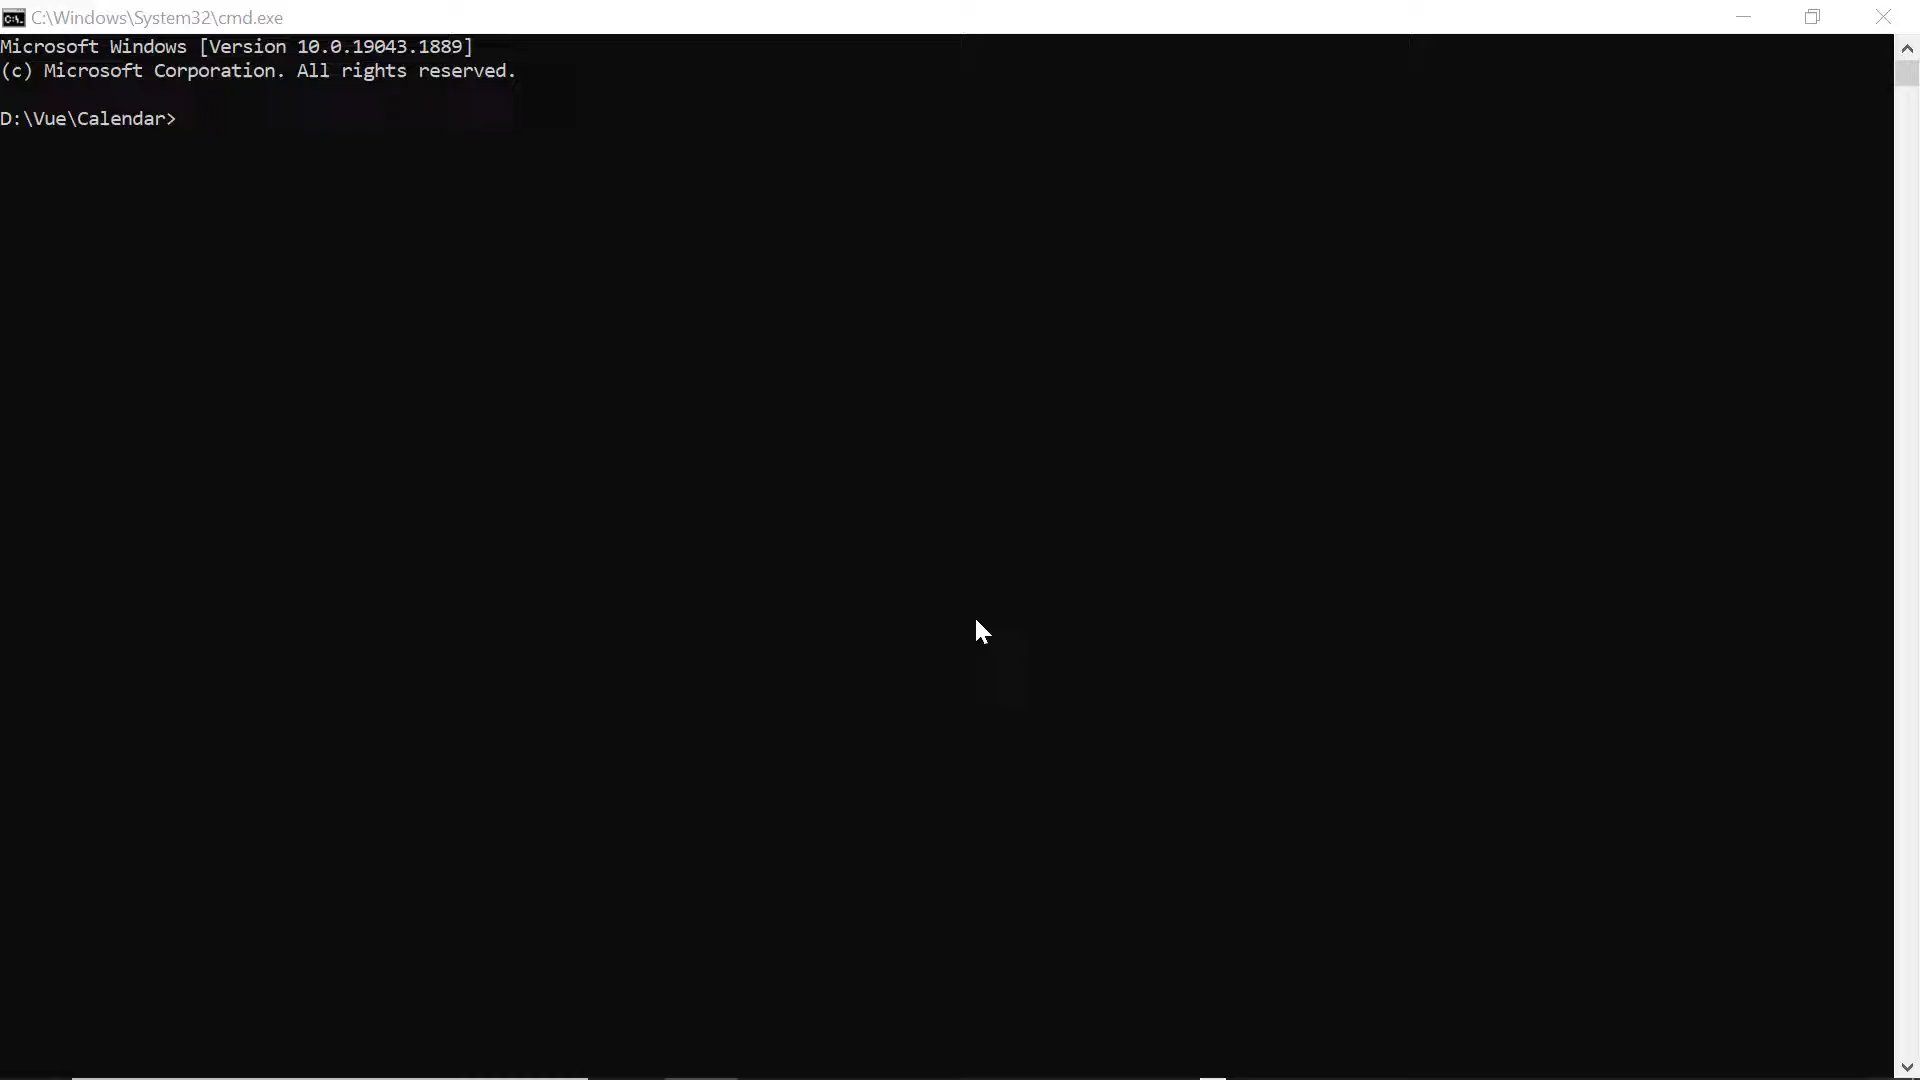 C:\Windows\System32\cmd.exe
Microsoft Windows [Version 10.0.19043.1889]
(c) Microsoft Corporation. All rights reserved.
D:\Vue\Calendar>